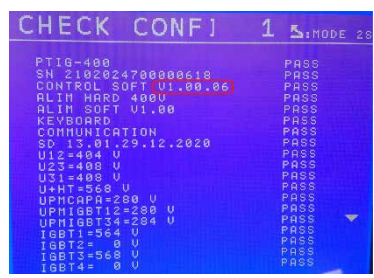 CHECK CONF] 1 :MODE 2S
PTIG-400 PASS
SN 2102024700000618 PASS
CONTROL SOFT V1.00.06 PASS
ALIM HARD 400V PASS
ALIM SOFT V1.00 PASS
KEYBOARD PASS
COMMUNICATION PASS
SD 13.01.29.12.2020 PASS
U12=404 V PASS
U23=408 V PASS
U31=408 V PASS
U+HT=568 V PASS
UPMCAPA=280 V PASS
UPMIGBT12=280 V PASS
UPMIGBT34=284 V PASS
IGBT1=564 V PASS
IGBT2= 0 V PASS
IGBT3=568 V PASS
IGBT4= 0 V PASS